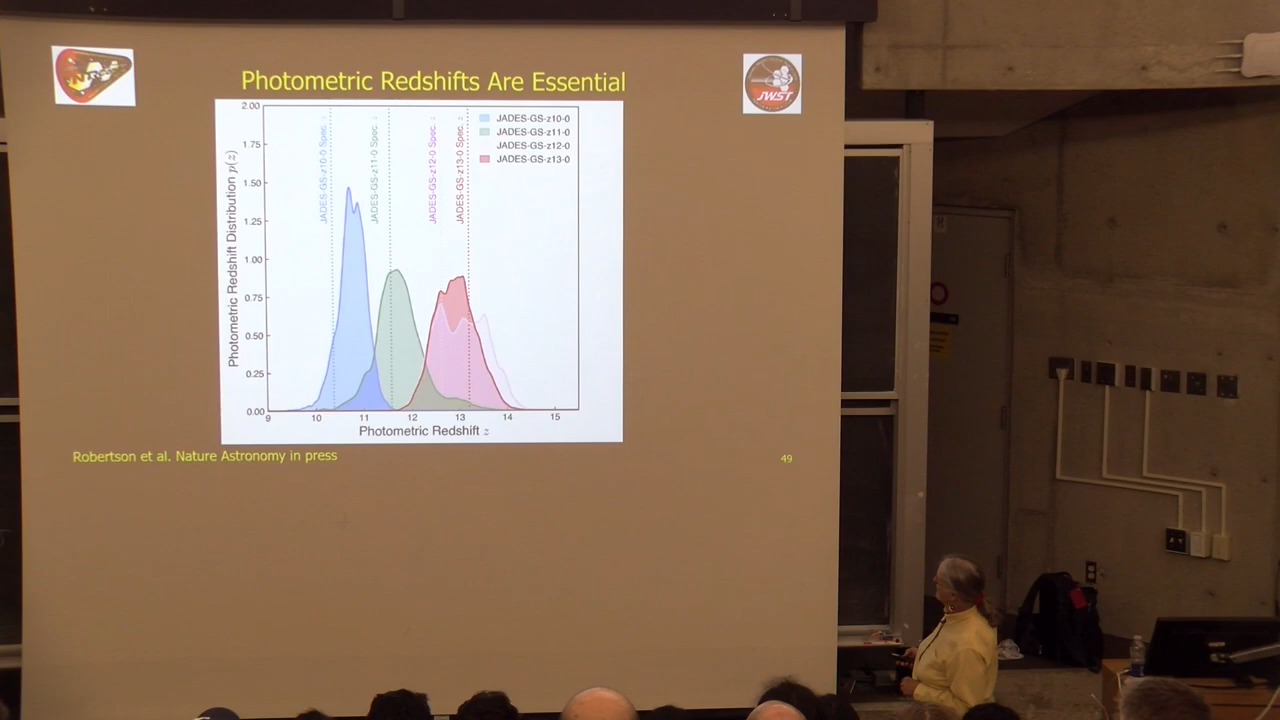 Photometric Redshifts Are Essential
JWST
2.00
1.75
1.50
1.25
1.00
0.75
0.50
0.25
0.00
Photometric Redshift Distribution p(z)
JADES-GS-z10-0 Spec. z
JADES-GS-z11-0 Spec. z
JADES-GS-z12-0 Spec. z
JADES-GS-z13-0 Spec. z
JADES-GS-z10-0
JADES-GS-z11-0
JADES-GS-z12-0
JADES-GS-z13-0
9 10 11 12 13 14 15
Photometric Redshift z
Robertson et al. Nature Astronomy in press
49